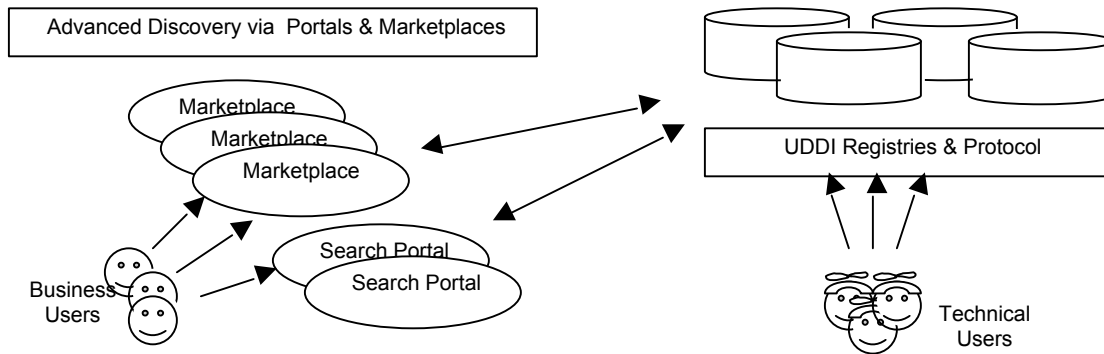 Advanced Discovery via Portals & Marketplaces
Marketplace
Marketplace
Marketplace
Search Portal
Search Portal
Business
Users
UDDI Registries & Protocol
Technical
Users